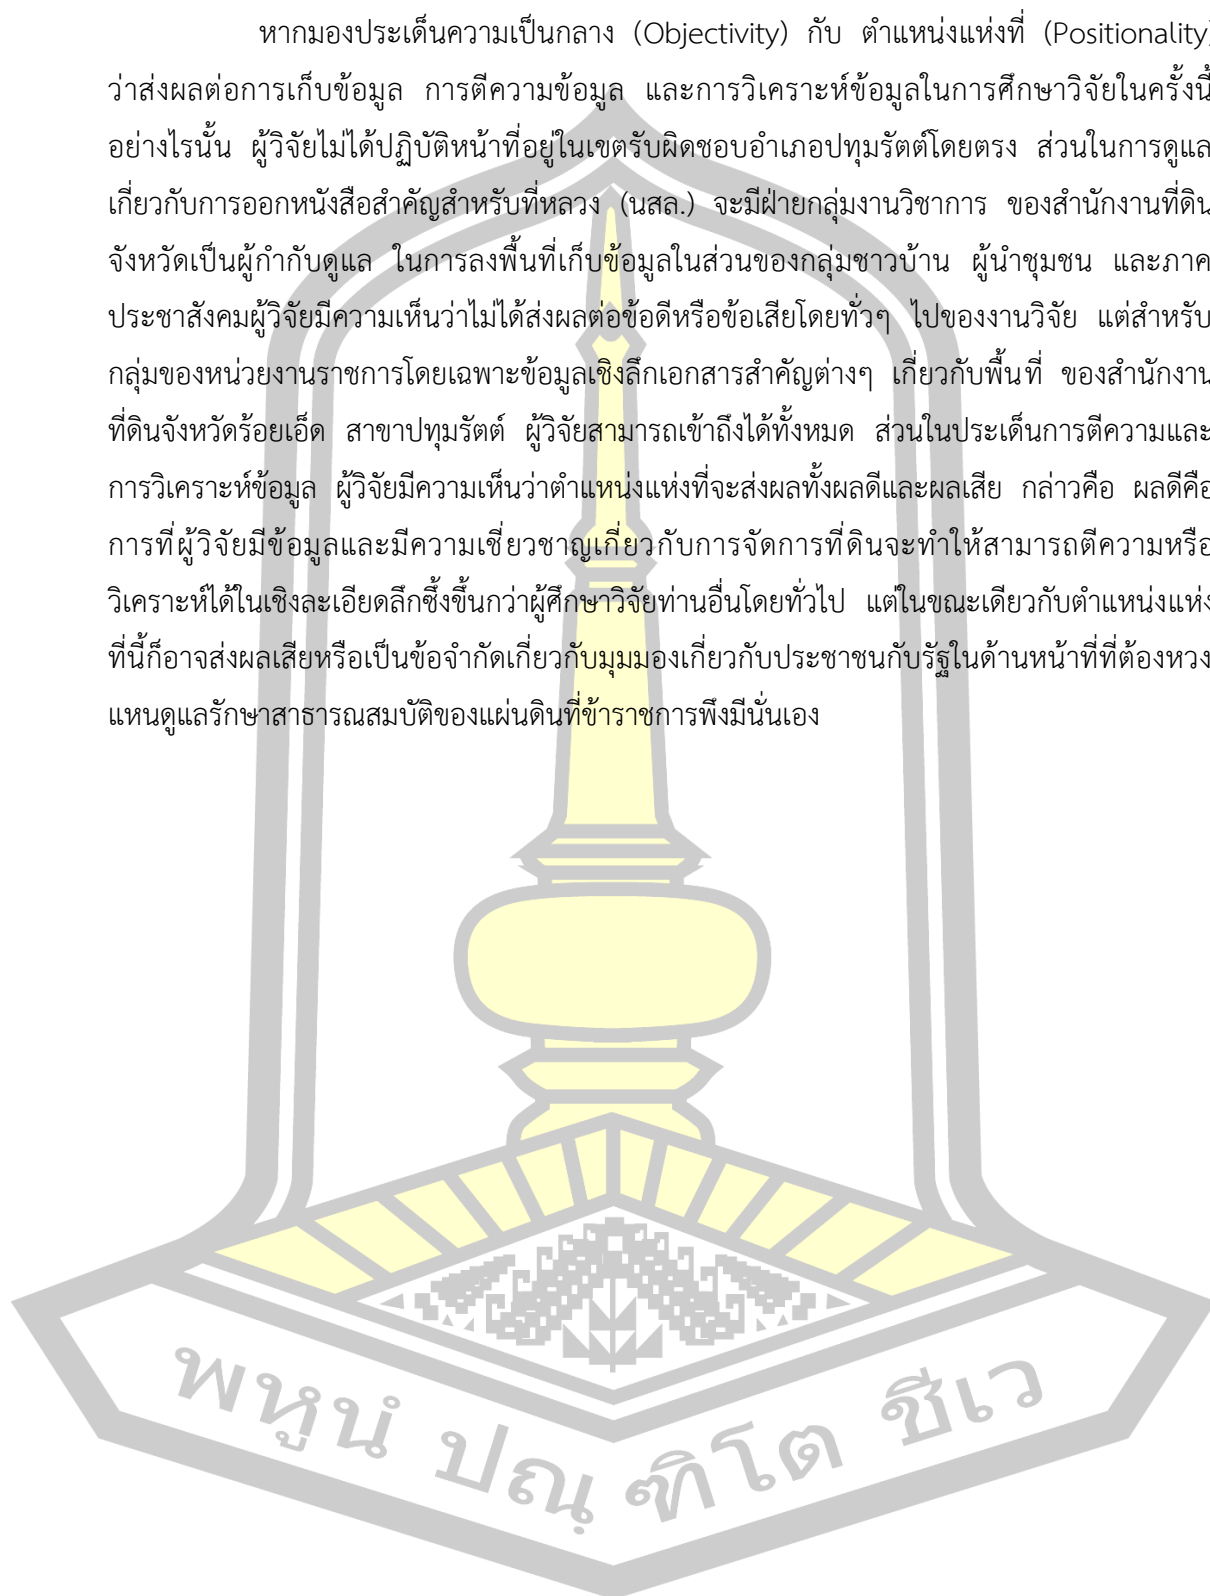 หากมองประเด็นความเป็นกลาง (Objectivity) กับ ตำแหน่งแห่งที่ (Positionality)
ว่าส่งผลต่อการเก็บข้อมูล การตีความข้อมูล และการวิเคราะห์ข้อมูลในการศึกษาวิจัยในครั้งนี้
อย่างไรนั้น ผู้วิจัยไม่ได้ปฏิบัติหน้าที่อยู่ในเขตรับผิดชอบอำเภอปทุมรัตต์โดยตรง ส่วนในการดูแล
เกี่ยวกับการออกหนังสือสำคัญสำหรับที่หลวง (นสล.) จะมีฝ่ายกลุ่มงานวิชาการ ของสำนักงานที่ดิน
จังหวัดเป็นผู้กำกับดูแล ในการลงพื้นที่เก็บข้อมูลในส่วนของกลุ่มชาวบ้าน ผู้นำชุมชน และภาค
ประชาสังคมผู้วิจัยมีความเห็นว่าไม่ได้ส่งผลต่อข้อดีหรือข้อเสียโดยทั่วๆ ไปของงานวิจัย แต่สำหรับ
กลุ่มของหน่วยงานราชการโดยเฉพาะข้อมูลเชิงลึกเอกสารสำคัญต่างๆ เกี่ยวกับพื้นที่ ของสำนักงาน
ที่ดินจังหวัดร้อยเอ็ด สาขาปทุมรัตต์ ผู้วิจัยสามารถเข้าถึงได้ทั้งหมด ส่วนในประเด็นการตีความและ
การวิเคราะห์ข้อมูล ผู้วิจัยมีความเห็นว่าตำแหน่งแห่งที่จะส่งผลทั้งผลดีและผลเสีย กล่าวคือ ผลดีคือ
การที่ผู้วิจัยมีข้อมูลและมีความเชี่ยวชาญเกี่ยวกับการจัดการที่ดินจะทำให้สามารถตีความหรือ
วิเคราะห์ได้ในเชิงละเอียดลึกซึ้งขึ้นกว่าผู้ศึกษาวิจัยท่านอื่นโดยทั่วไป แต่ในขณะเดียวกับตำแหน่งแห่ง
ที่นี้ก็อาจส่งผลเสียหรือเป็นข้อจำกัดเกี่ยวกับมุมมองเกี่ยวกับประชาชนกับรัฐในด้านหน้าที่ที่ต้องหวง
แหนดูแลรักษาสาธารณสมบัติของแผ่นดินที่ข้าราชการพึงมีนั่นเอง
พหูนํ ปณฺฑิโต ชีเว